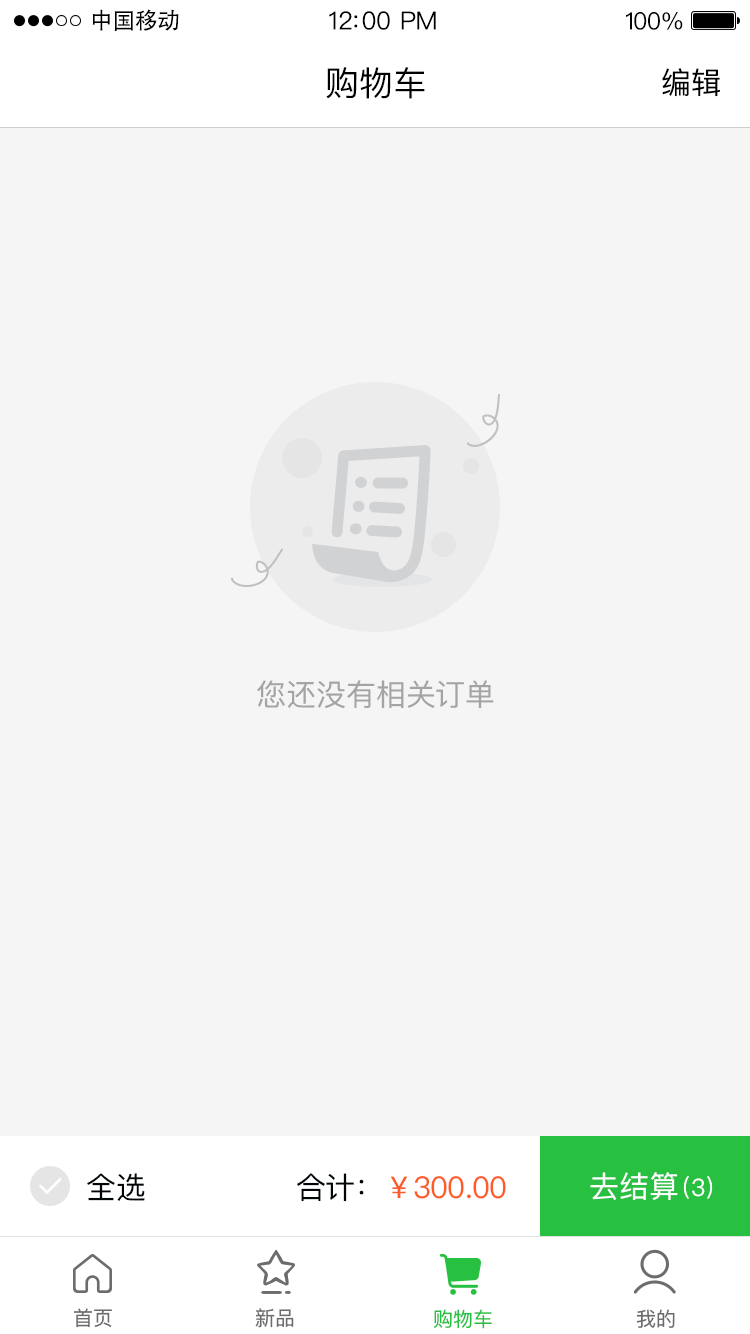 中国移动 12:00 PM 100%
购物车 编辑
您还没有相关订单
全选 合计： ￥300.00 去结算(3)
首页 新品 购物车 我的